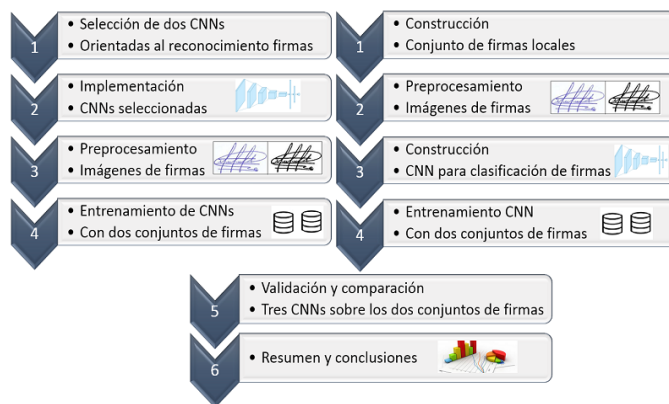 1
Selección de dos CNNs
Orientadas al reconocimiento firmas
2
Implementación
CNNs seleccionadas
3
Preprocesamiento
Imágenes de firmas
4
Entrenamiento de CNNs
Con dos conjuntos de firmas
1
Construcción
Conjunto de firmas locales
2
Preprocesamiento
Imágenes de firmas
3
Construcción
CNN para clasificación de firmas
4
Entrenamiento CNN
Con dos conjuntos de firmas
5
Validación y comparación
Tres CNNs sobre los dos conjuntos de firmas
6
Resumen y conclusiones